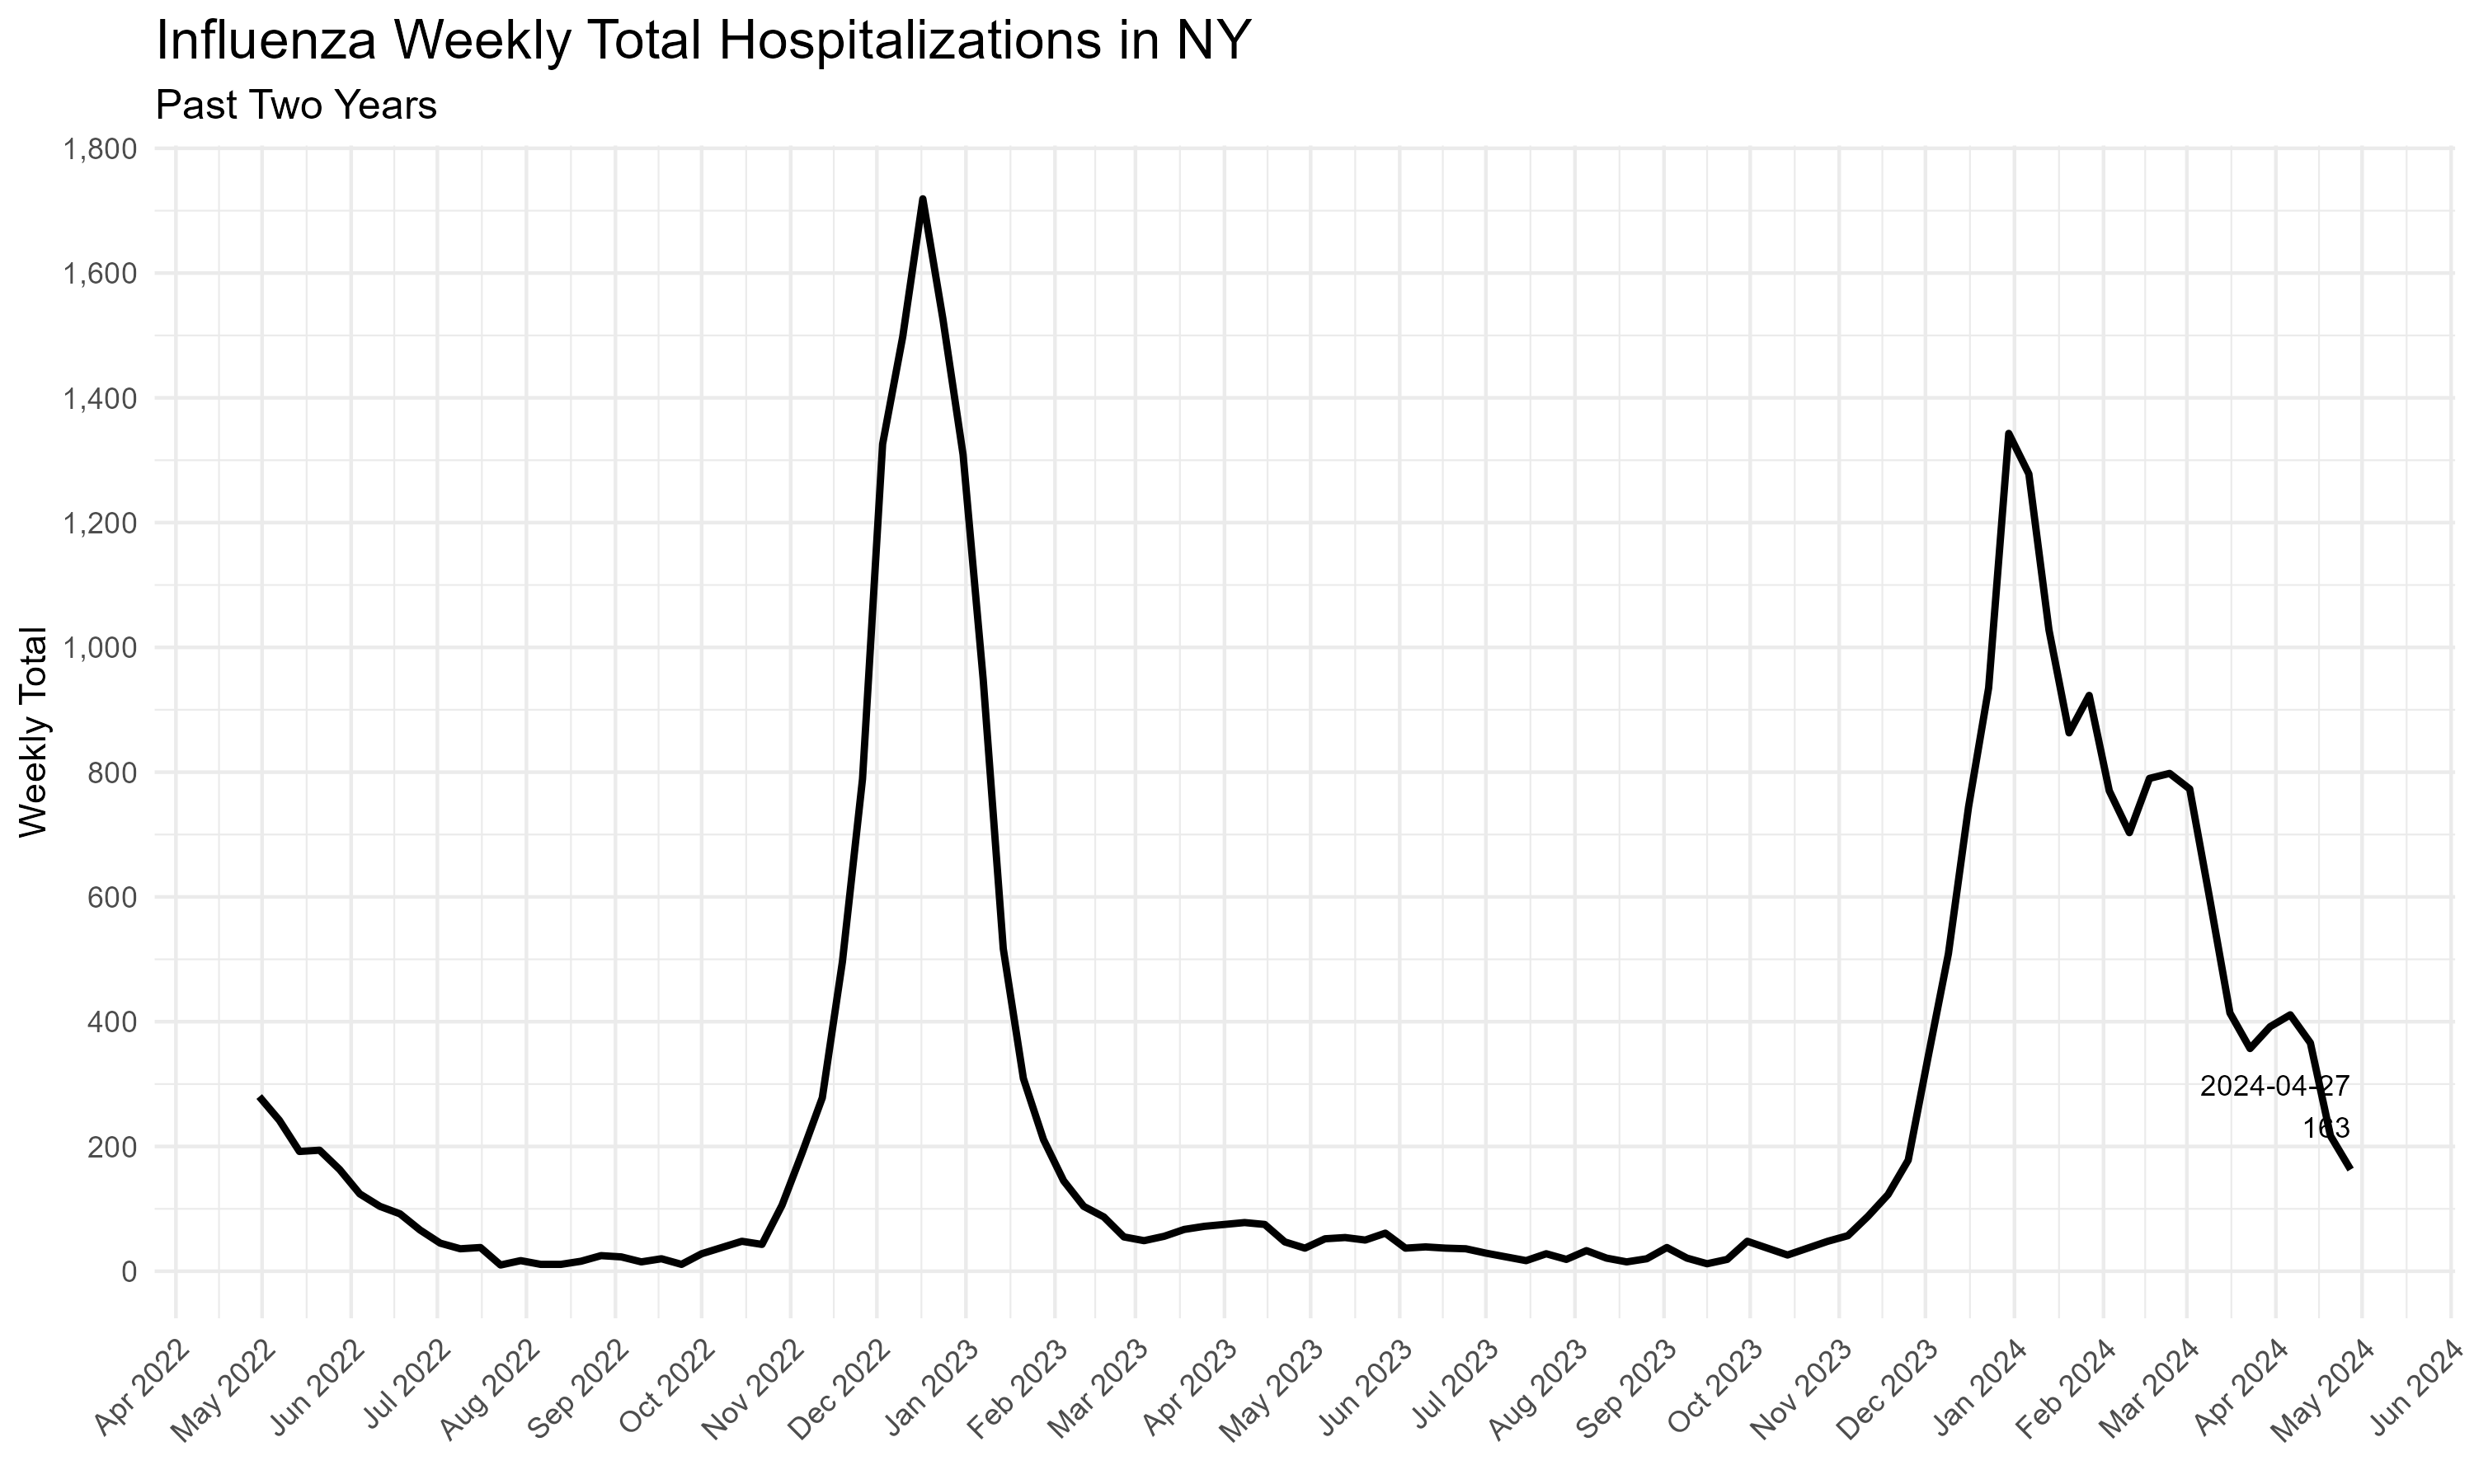 Influenza Weekly Total Hospitalizations in NY
Past Two Years
Weekly Total
1,800
1,600
1,400
1,200
1,000
800
600
400
200
0
2024-04-27
163
Apr 2022
May 2022
Jun 2022
Jul 2022
Aug 2022
Sep 2022
Oct 2022
Nov 2022
Dec 2022
Jan 2023
Feb 2023
Mar 2023
Apr 2023
May 2023
Jun 2023
Jul 2023
Aug 2023
Sep 2023
Oct 2023
Nov 2023
Dec 2023
Jan 2024
Feb 2024
Mar 2024
Apr 2024
May 2024
Jun 2024